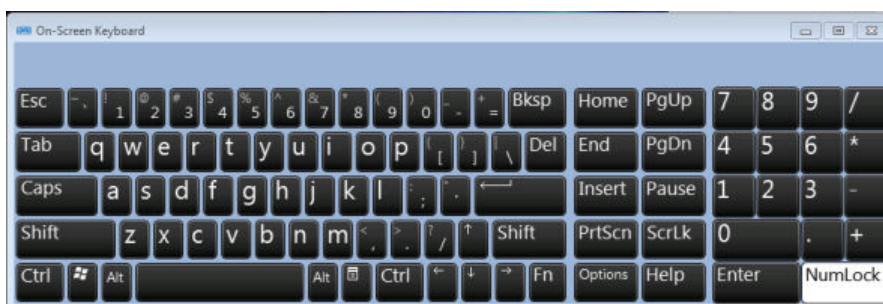 On-Screen Keyboard
Esc ~ ` ! 1 @ 2 # 3 $ 4 % 5 ^ 6 & 7 * 8 ( 9 ) 0 _ - + = Bksp Home PgUp 7 8 9 /
Tab q w e r t y u i o p { [ } ] | \ Del End PgDn 4 5 6 *
Caps a s d f g h j k l : ; " ' Insert Pause 1 2 3 -
Shift z x c v b n m < , > . ? / ↑ Shift PrtScn ScrLk 0 . +
Ctrl Alt Alt Ctrl ← ↓ → Fn Options Help Enter NumLock